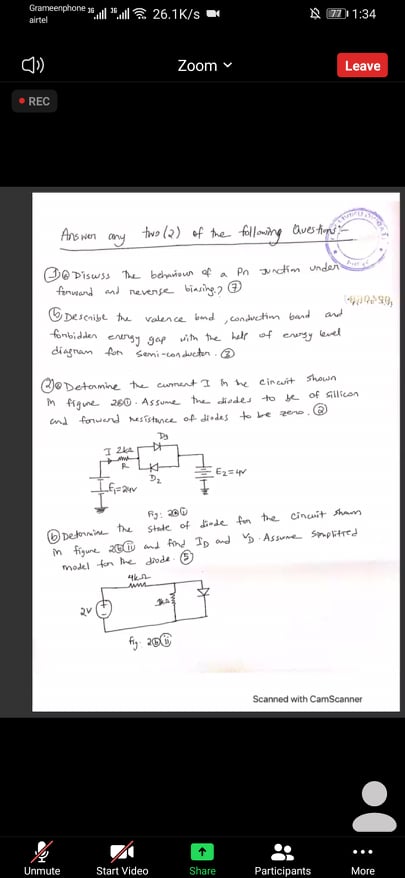 Grameenphone 3G 3G 26.1K/s 77 1:34
airtel
Zoom
Leave
REC
Answer any two(2) of the following Questions:-
1) a) Discuss the behaviour of a Pn junction under
forward and reverse biasing? 7
b) Describe the valence band, conduction band and
forbidden energy gap with the help of energy level
diagram for semi-conductor. 3
2) a) Determine the current I in the circuit shown
in figure 2(a)(i). Assume the diodes to be of sillicon
and forward resistance of diodes to be zero.
D1
I 2kΩ
R
D2
E2=4V
E1=24V
Fig: 2(a)(i)
b) Determine the state of diode for the circuit shown
in figure 2(b)(ii) and find ID and VD. Assume simplified
model for the diode. 5
4kΩ
2V
Fig. 2(b)(ii)
Scanned with CamScanner
Unmute
Start Video
Share
Participants
More